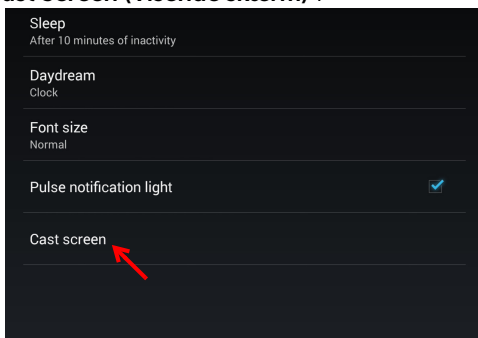 Sleep
After 10 minutes of inactivity
Daydream
Clock
Font size
Normal
Pulse notification light
Cast screen